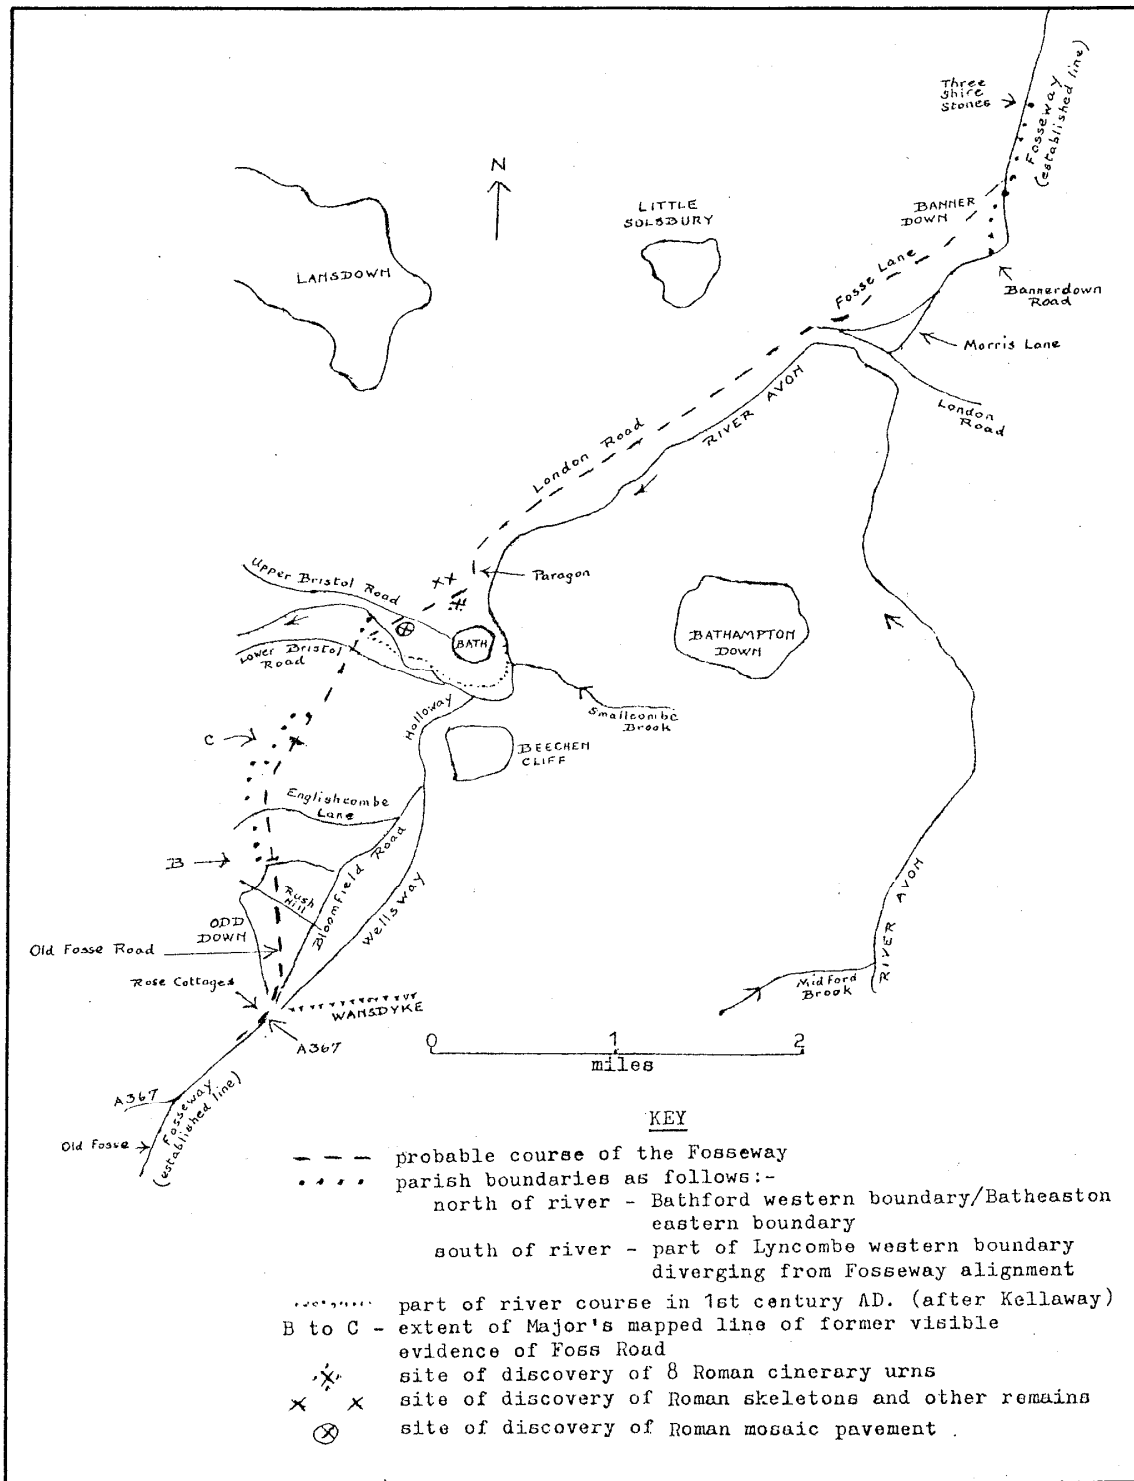 Three
Shire
Stones
Fosseway
(established line)
N
LITTLE
SOLSBURY
BANNER
DOWN
LANSDOWN
Fosse Lane
Bannerdown
Road
Morris Lane
London
Road
RIVER AVON
London Road
Upper Bristol Road
Paragon
BATH
BATHAMPTON
DOWN
Lower Bristol
Road
Holloway
Smallcombe
Brook
C
BEECHEN
CLIFF
Englishcombe
Lane
B
Bloomfield Road
Rush
Hill
Wellsway
ODD
DOWN
Old Fosse Road
RIVER AVON
Rose Cottages
Midford
Brook
WANSDYKE
A367
0 1 2
miles
A367
Fosseway
(established line)
Old Fosse
KEY
probable course of the Fosseway
parish boundaries as follows:-
north of river - Bathford western boundary/Batheaston
eastern boundary
south of river - part of Lyncombe western boundary
diverging from Fosseway alignment
part of river course in 1st century AD. (after Kellaway)
B to C - extent of Major's mapped line of former visible
evidence of Foss Road
site of discovery of 8 Roman cinerary urns
site of discovery of Roman skeletons and other remains
site of discovery of Roman mosaic pavement .